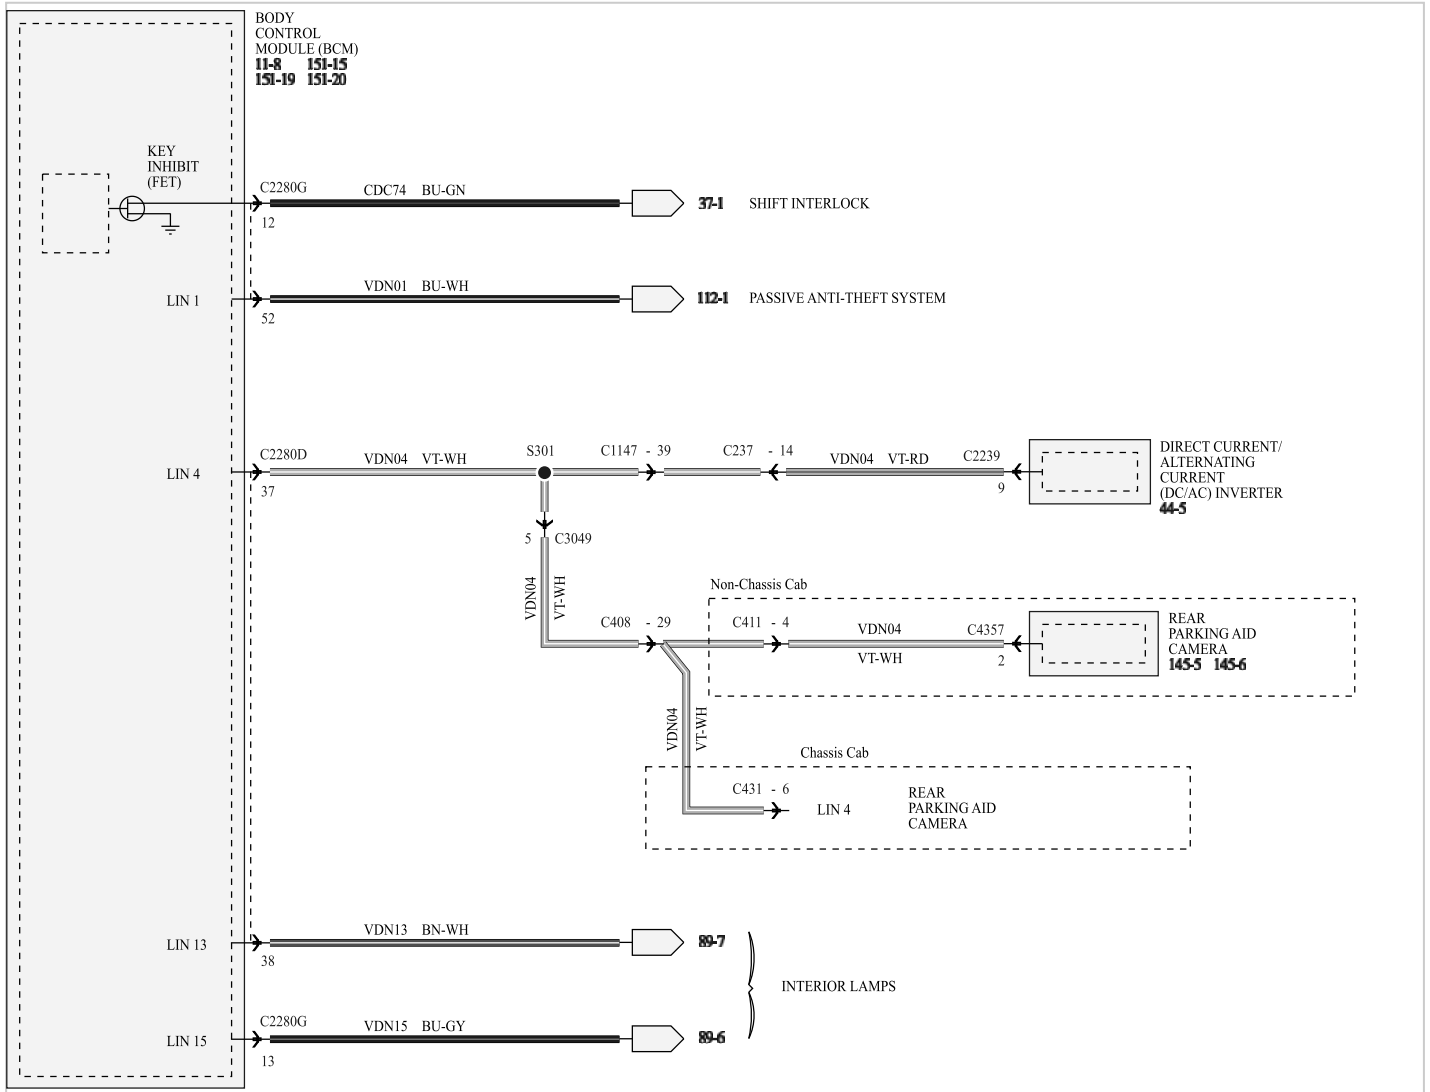 BODY
CONTROL
MODULE (BCM)
11-8 151-15
151-19 151-20
KEY
INHIBIT
(FET)
C2280G
12
CDC74 BU-GN
37-1 SHIFT INTERLOCK
LIN 1
52
VDN01 BU-WH
112-1 PASSIVE ANTI-THEFT SYSTEM
LIN 4
C2280D
37
VDN04 VT-WH
S301
C1147 - 39
C237 - 14
VDN04 VT-RD
C2239
9
DIRECT CURRENT/
ALTERNATING
CURRENT
(DC/AC) INVERTER
44-5
5 C3049
VDN04
VT-WH
Non-Chassis Cab
C408 - 29
C411 - 4
VDN04
VT-WH
C4357
2
REAR
PARKING AID
CAMERA
145-5 145-6
VDN04
VT-WH
Chassis Cab
C431 - 6
LIN 4
REAR
PARKING AID
CAMERA
LIN 13
38
VDN13 BN-WH
89-7
INTERIOR LAMPS
LIN 15
C2280G
13
VDN15 BU-GY
89-6